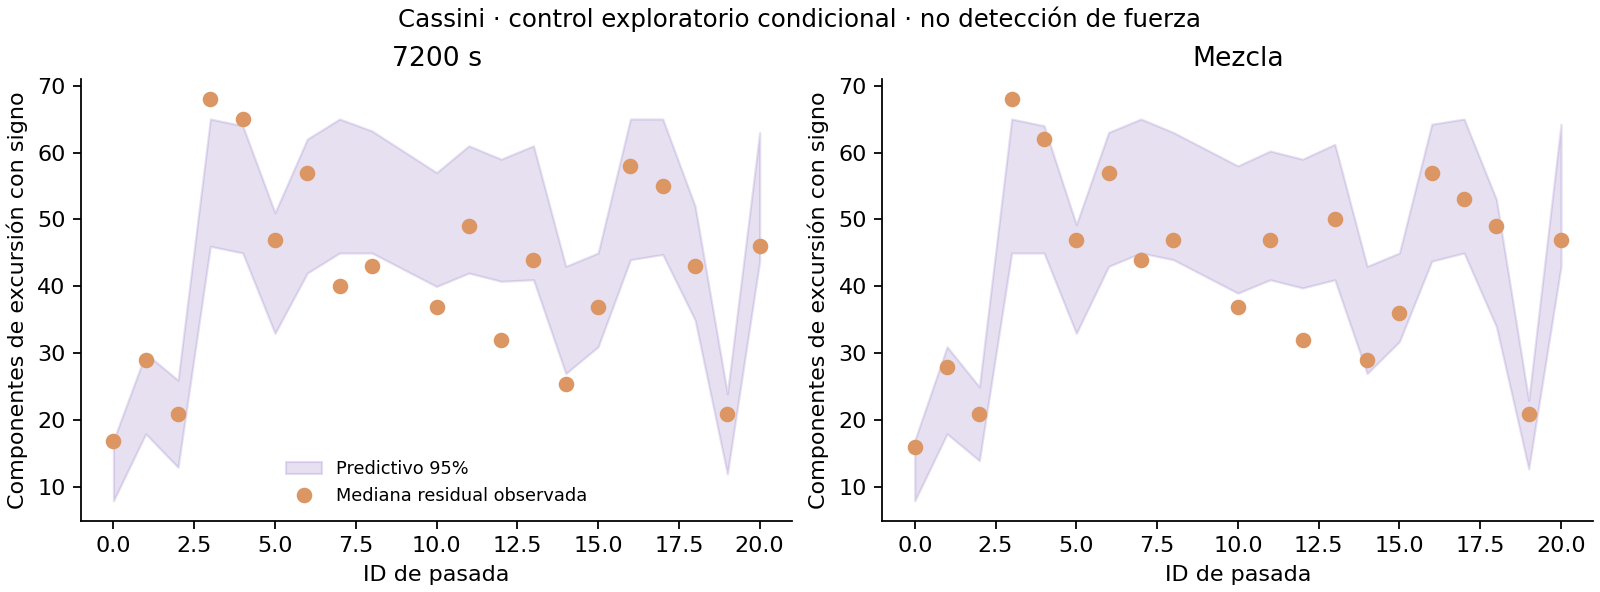 Cassini · control exploratorio condicional · no detección de fuerza
7200 s
Componentes de excursión con signo
70
60
50
40
30
20
10
Predictivo 95%
Mediana residual observada
0.0 2.5 5.0 7.5 10.0 12.5 15.0 17.5 20.0
ID de pasada
Mezcla
Componentes de excursión con signo
70
60
50
40
30
20
10
0.0 2.5 5.0 7.5 10.0 12.5 15.0 17.5 20.0
ID de pasada